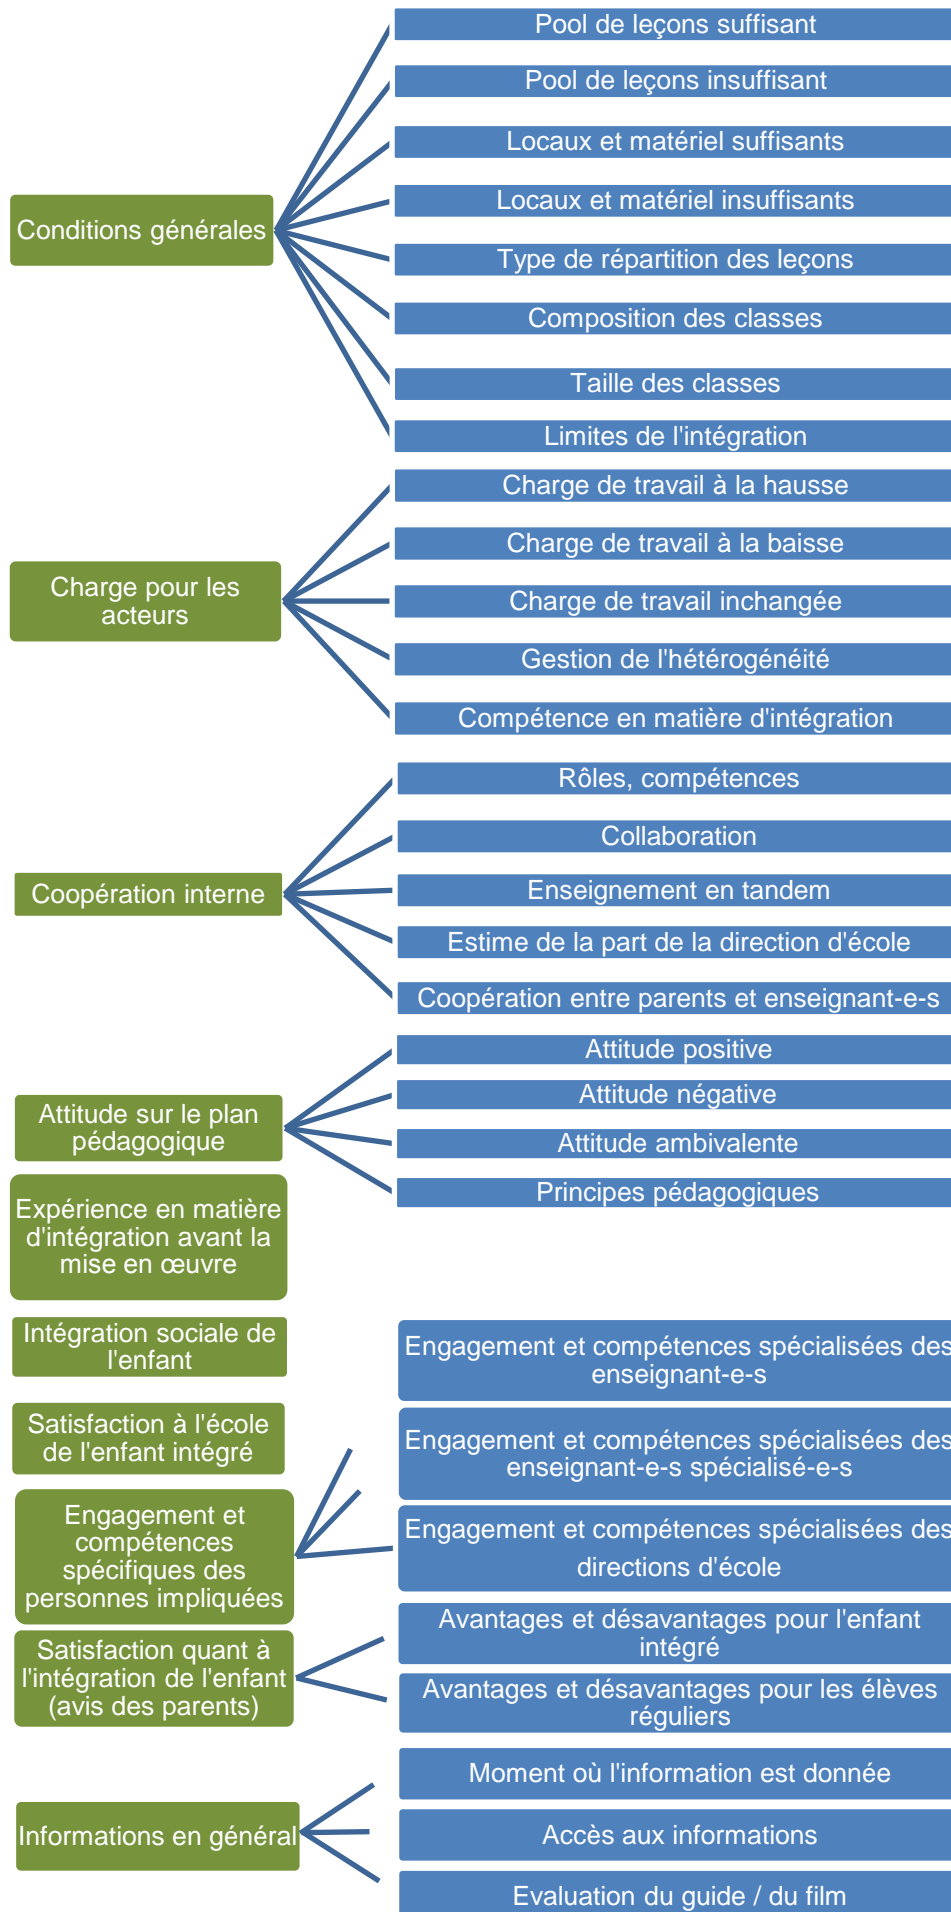 Conditions générales
Pool de leçons suffisant
Pool de leçons insuffisant
Locaux et matériel suffisants
Locaux et matériel insuffisants
Type de répartition des leçons
Composition des classes
Taille des classes
Limites de l'intégration
Charge pour les
acteurs
Charge de travail à la hausse
Charge de travail à la baisse
Charge de travail inchangée
Gestion de l'hétérogénéité
Compétence en matière d'intégration
Coopération interne
Rôles, compétences
Collaboration
Enseignement en tandem
Estime de la part de la direction d'école
Coopération entre parents et enseignant-e-s
Attitude sur le plan
pédagogique
Attitude positive
Attitude négative
Attitude ambivalente
Principes pédagogiques
Expérience en matière
d'intégration avant la
mise en œuvre
Intégration sociale de
l'enfant
Satisfaction à l'école
de l'enfant intégré
Engagement et
compétences
spécifiques des
personnes impliquées
Engagement et compétences spécialisées des
enseignant-e-s
Engagement et compétences spécialisées des
enseignant-e-s spécialisé-e-s
Engagement et compétences spécialisées des
directions d'école
Satisfaction quant à
l'intégration de l'enfant
(avis des parents)
Avantages et désavantages pour l'enfant
intégré
Avantages et désavantages pour les élèves
réguliers
Informations en général
Moment où l'information est donnée
Accès aux informations
Evaluation du guide / du film